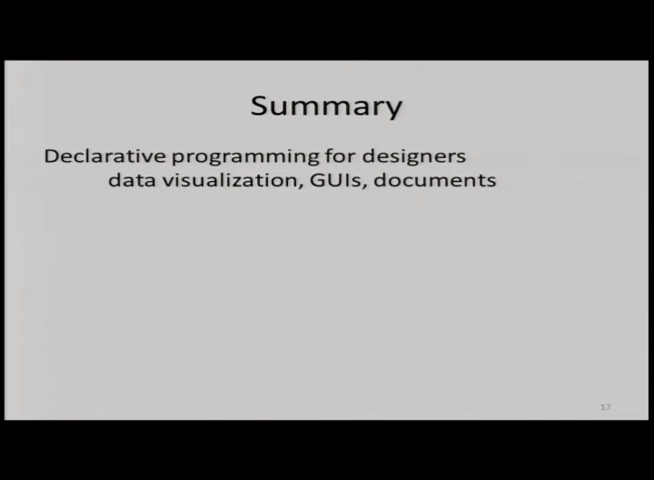 Summary
Declarative programming for designers
data visualization, GUIs, documents
17